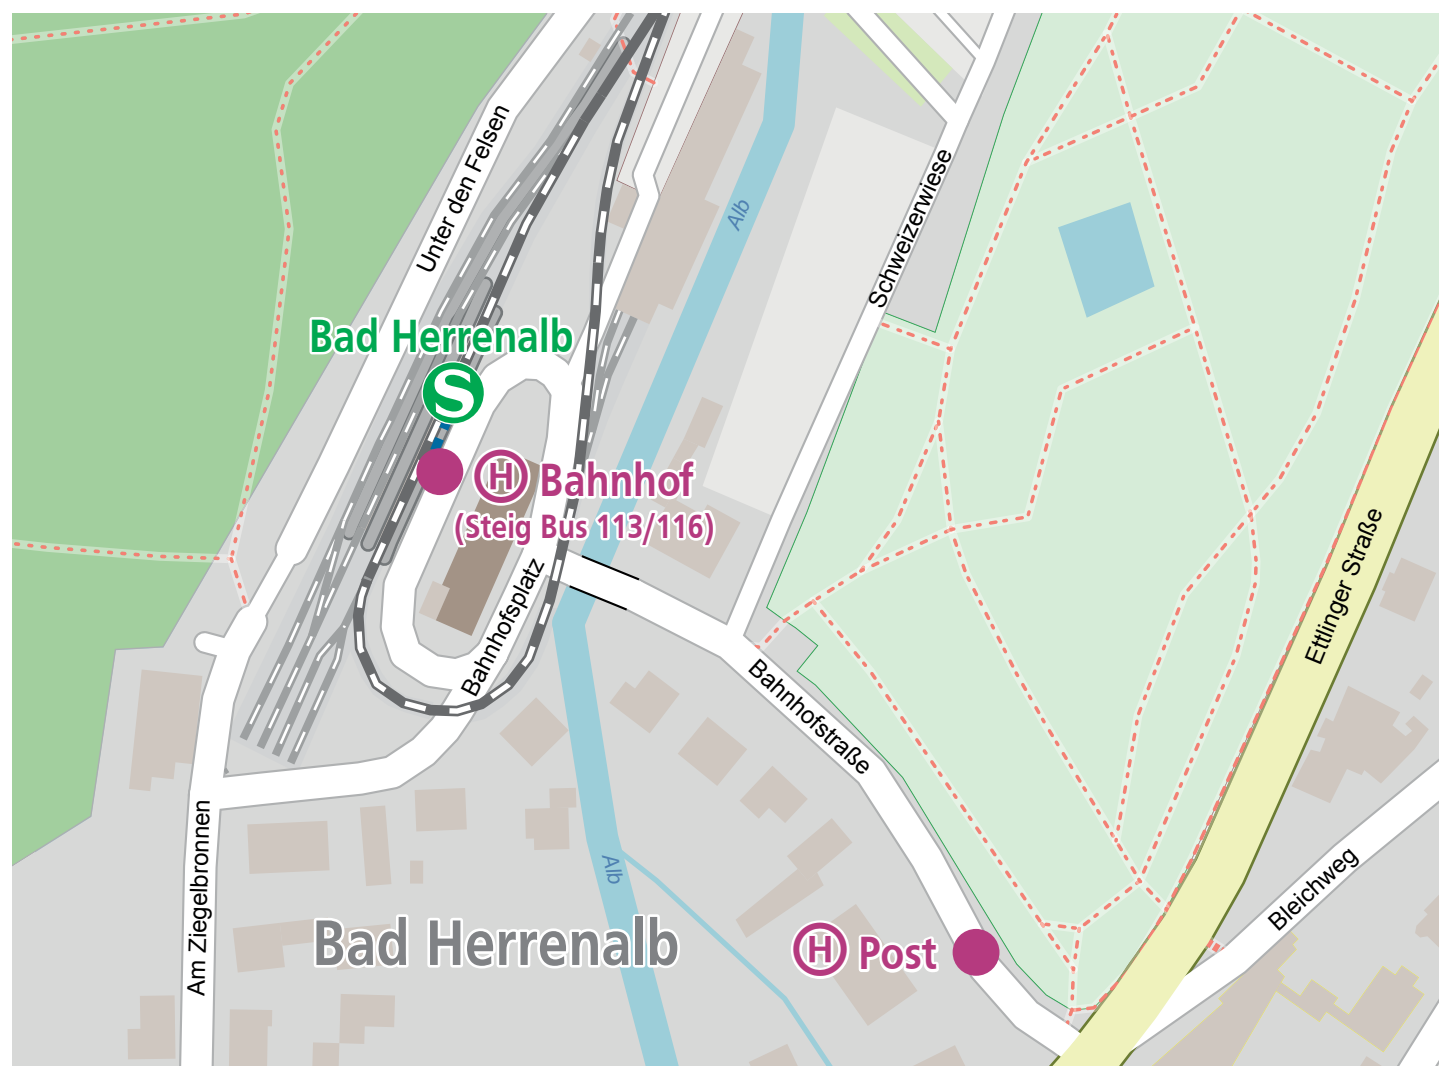 Unter den Felsen
Alb
Schweizerwiese
Bad Herrenalb
S
H Bahnhof
(Steig Bus 113/116)
Bahnhofsplatz
Ettlinger Straße
Bahnhofstraße
Am Ziegelbronnen
Alb
Bleichweg
Bad Herrenalb
H Post